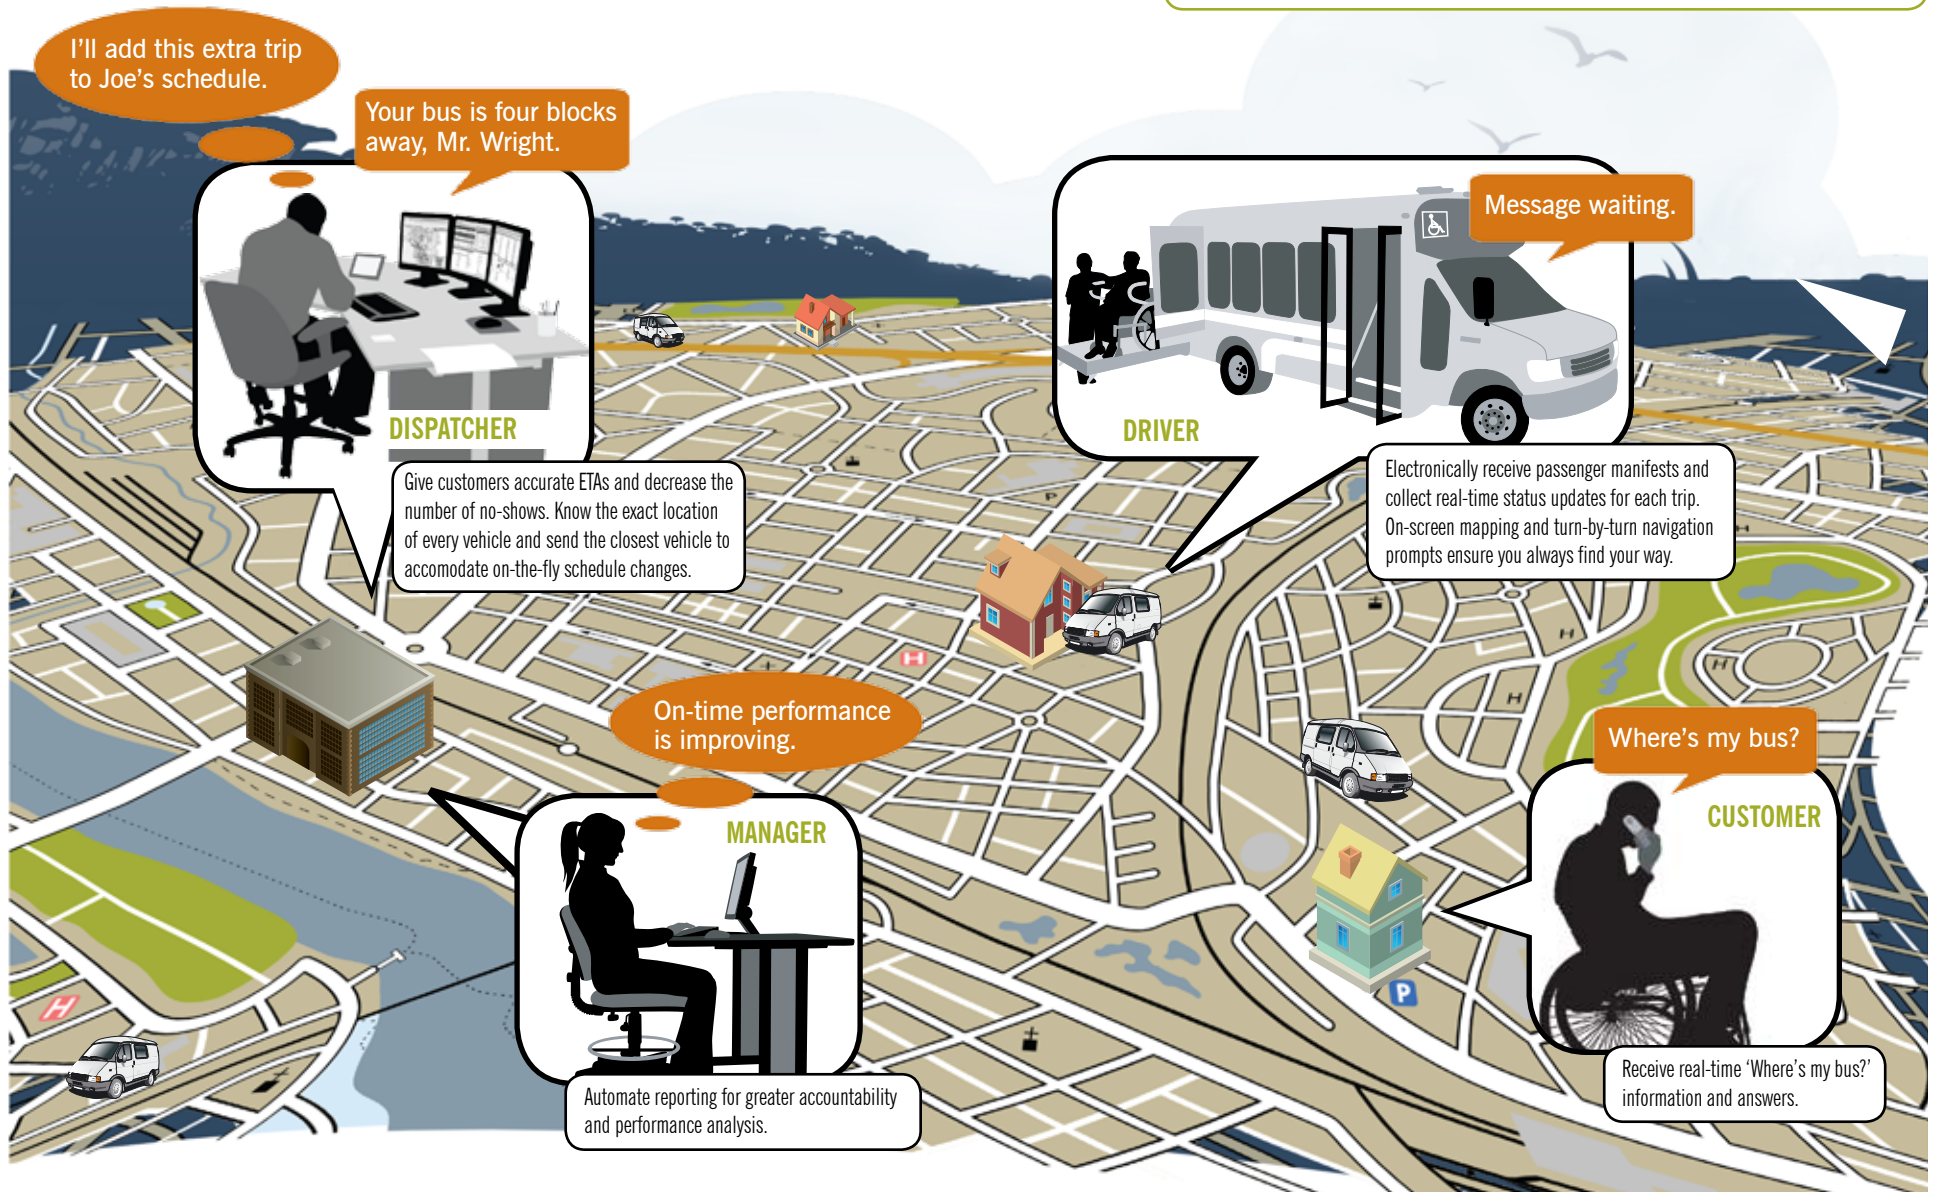 I'll add this extra trip
to Joe's schedule.
Your bus is four blocks
away, Mr. Wright.
DISPATCHER
Give customers accurate ETAs and decrease the
number of no-shows. Know the exact location
of every vehicle and send the closest vehicle to
accomodate on-the-fly schedule changes.
Message waiting.
DRIVER
Electronically receive passenger manifests and
collect real-time status updates for each trip.
On-screen mapping and turn-by-turn navigation
prompts ensure you always find your way.
On-time performance
is improving.
MANAGER
Automate reporting for greater accountability
and performance analysis.
Where's my bus?
CUSTOMER
Receive real-time 'Where's my bus?'
information and answers.
P
H
H
H
H
H
H
P